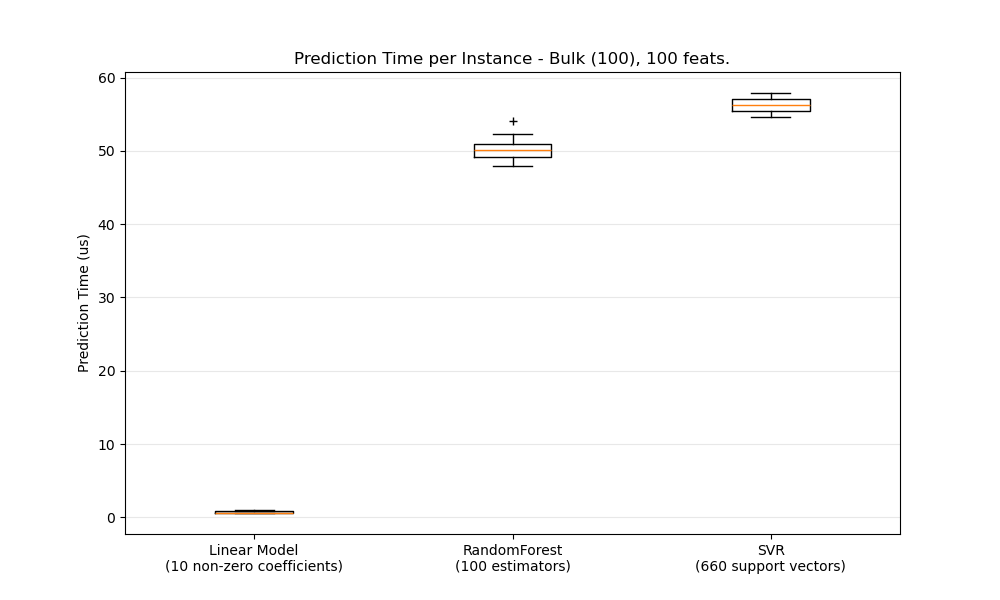 Prediction Time per Instance - Bulk (100), 100 feats.
Prediction Time (us)
60
50
40
30
20
10
0
Linear Model
(10 non-zero coefficients)
RandomForest
(100 estimators)
SVR
(660 support vectors)